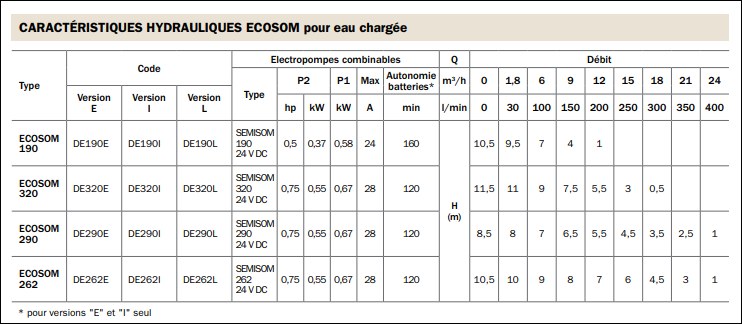 CARACTÉRISTIQUES HYDRAULIQUES ECOSOM pour eau chargée
Type Code Electropompes combinables Q Débit
Version E Version I Version L Type P2 P1 Max Autonomie batteries* m³/h 0 1,8 6 9 12 15 18 21 24
hp kW kW A min l/min 0 30 100 150 200 250 300 350 400
ECOSOM 190 DE190E DE190I DE190L SEMISOM 190 24 V DC 0,5 0,37 0,58 24 160 H (m) 10,5 9,5 7 4 1
ECOSOM 320 DE320E DE320I DE320L SEMISOM 320 24 V DC 0,75 0,55 0,67 28 120 11,5 11 9 7,5 5,5 3 0,5
ECOSOM 290 DE290E DE290I DE290L SEMISOM 290 24 V DC 0,75 0,55 0,67 28 120 8,5 8 7 6,5 5,5 4,5 3,5 2,5 1
ECOSOM 262 DE262E DE262I DE262L SEMISOM 262 24 V DC 0,75 0,55 0,67 28 120 10,5 10 9 8 7 6 4,5 3 1
* pour versions "E" et "I" seul